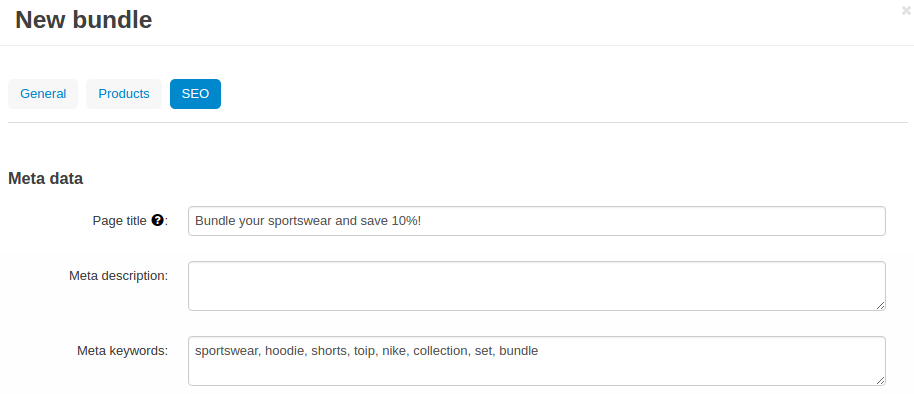 New bundle
General Products SEO
Meta data
Page title ?: Bundle your sportswear and save 10%!
Meta description:
Meta keywords: sportswear, hoodie, shorts, toip, nike, collection, set, bundle